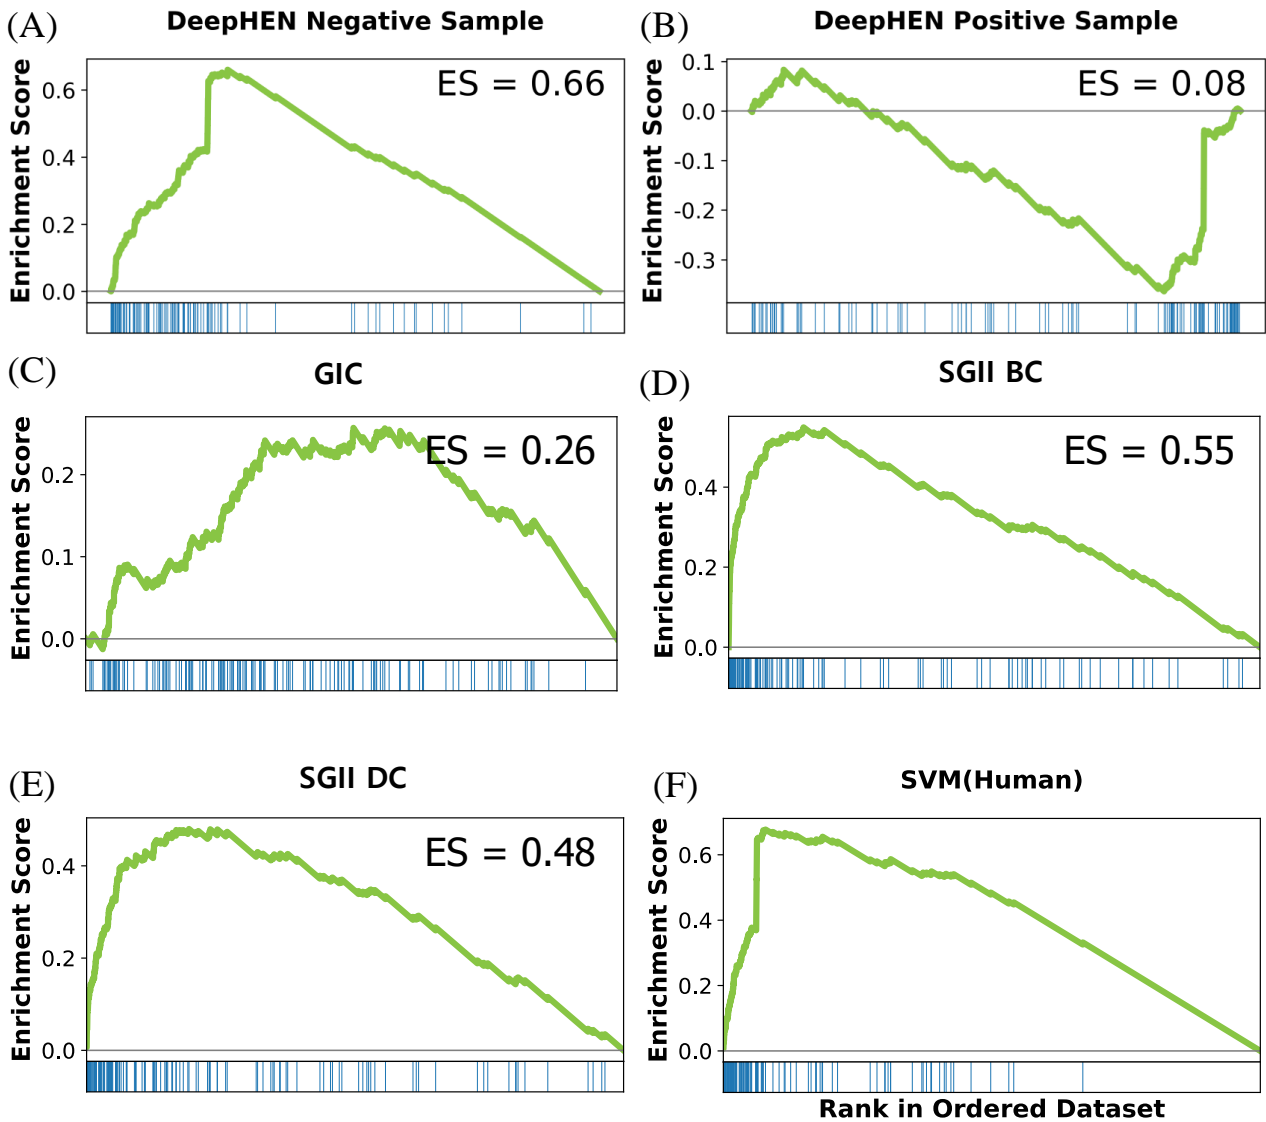 (A) DeepHEN Negative Sample
Enrichment Score
0.6
0.4
0.2
0.0
ES = 0.66
(B) DeepHEN Positive Sample
Enrichment Score
0.1
0.0
-0.1
-0.2
-0.3
ES = 0.08
(C) GIC
Enrichment Score
0.2
0.1
0.0
ES = 0.26
(D) SGII BC
Enrichment Score
0.4
0.2
0.0
ES = 0.55
(E) SGII DC
Enrichment Score
0.4
0.2
0.0
ES = 0.48
(F) SVM(Human)
Enrichment Score
0.6
0.4
0.2
0.0
Rank in Ordered Dataset